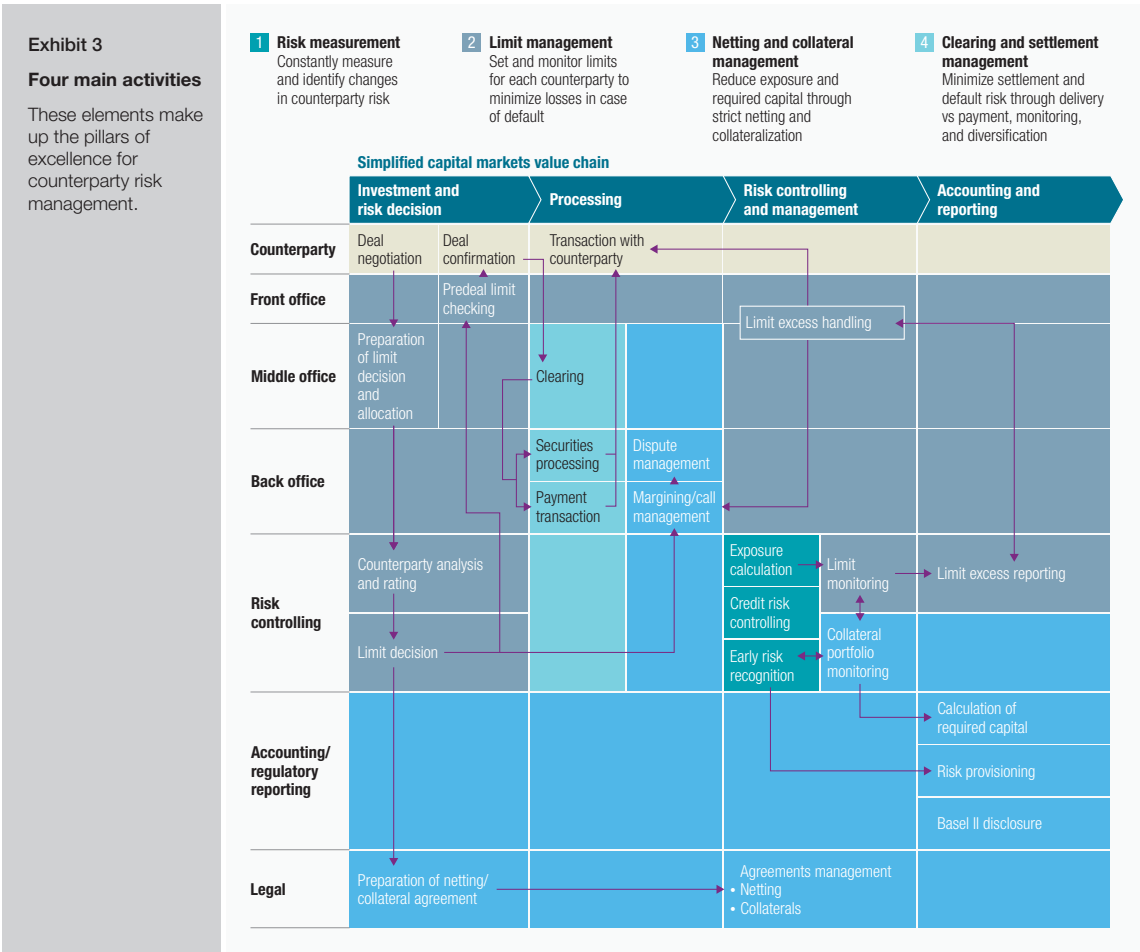 Exhibit 3
Four main activities
These elements make
up the pillars of
excellence for
counterparty risk
management.
1 Risk measurement
Constantly measure
and identify changes
in counterparty risk
2 Limit management
Set and monitor limits
for each counterparty to
minimize losses in case
of default
3 Netting and collateral
management
Reduce exposure and
required capital through
strict netting and
collateralization
4 Clearing and settlement
management
Minimize settlement and
default risk through delivery
vs payment, monitoring,
and diversification
Simplified capital markets value chain
Investment and
risk decision
Processing
Risk controlling
and management
Accounting and
reporting
Counterparty
Deal
negotiation
Deal
confirmation
Transaction with
counterparty
Front office
Predeal limit
checking
Limit excess handling
Middle office
Preparation
of limit
decision
and
allocation
Clearing
Back office
Securities
processing
Dispute
management
Payment
transaction
Margining/call
management
Risk
controlling
Counterparty analysis
and rating
Exposure
calculation
Limit
monitoring
Limit excess reporting
Credit risk
controlling
Limit decision
Early risk
recognition
Collateral
portfolio
monitoring
Accounting/
regulatory
reporting
Calculation of
required capital
Risk provisioning
Basel II disclosure
Legal
Preparation of netting/
collateral agreement
Agreements management
• Netting
• Collaterals